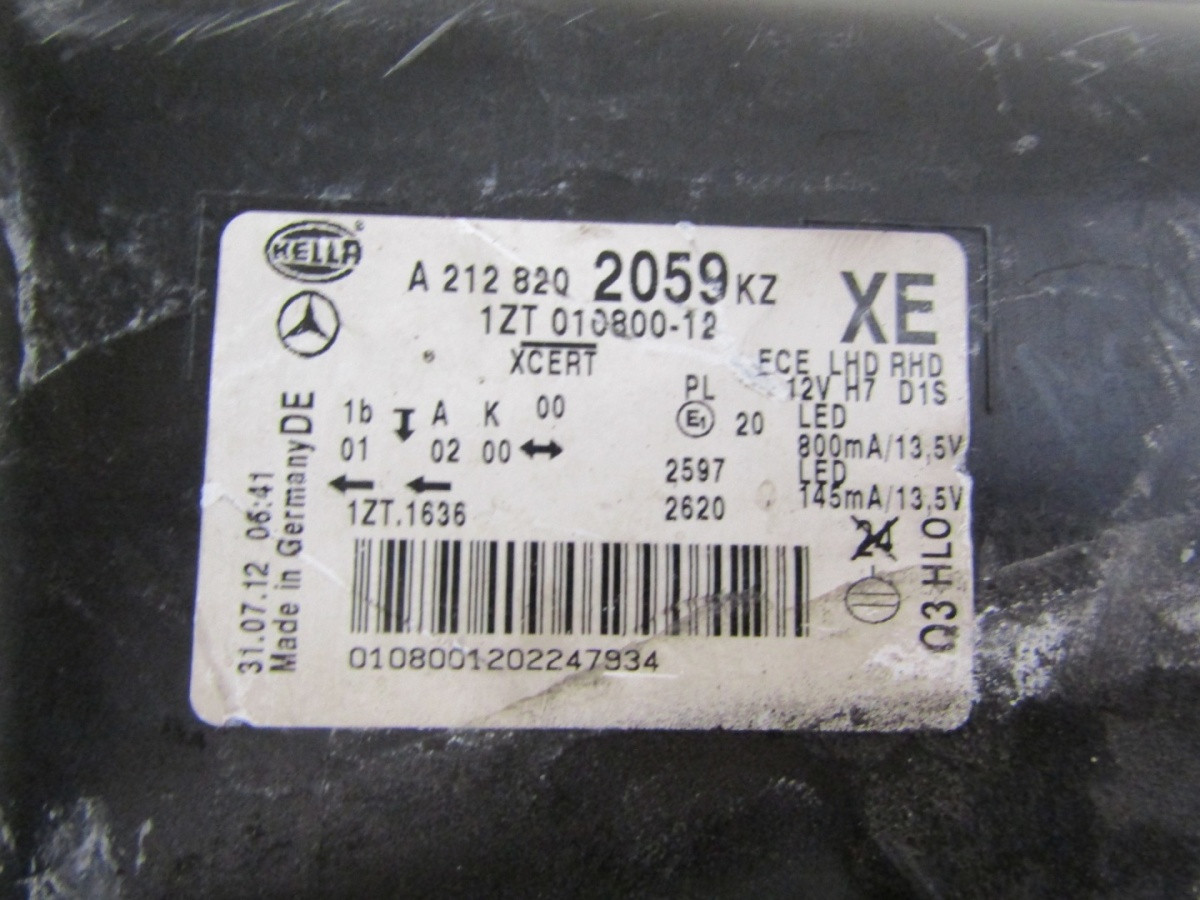 HELLA
A 212 820 2059 KZ
XE
1ZT 010800-12
XCERT
ECE LHD RHD
PL 12V H7 D1S
1b A K 00
E1 20 LED
01 02 00
800mA/13,5V
2597 LED
145mA/13,5V
1ZT.1636 2620
24
Q3 HLO
DE
Made in Germany
31.07.12 06:41
0108001202247934